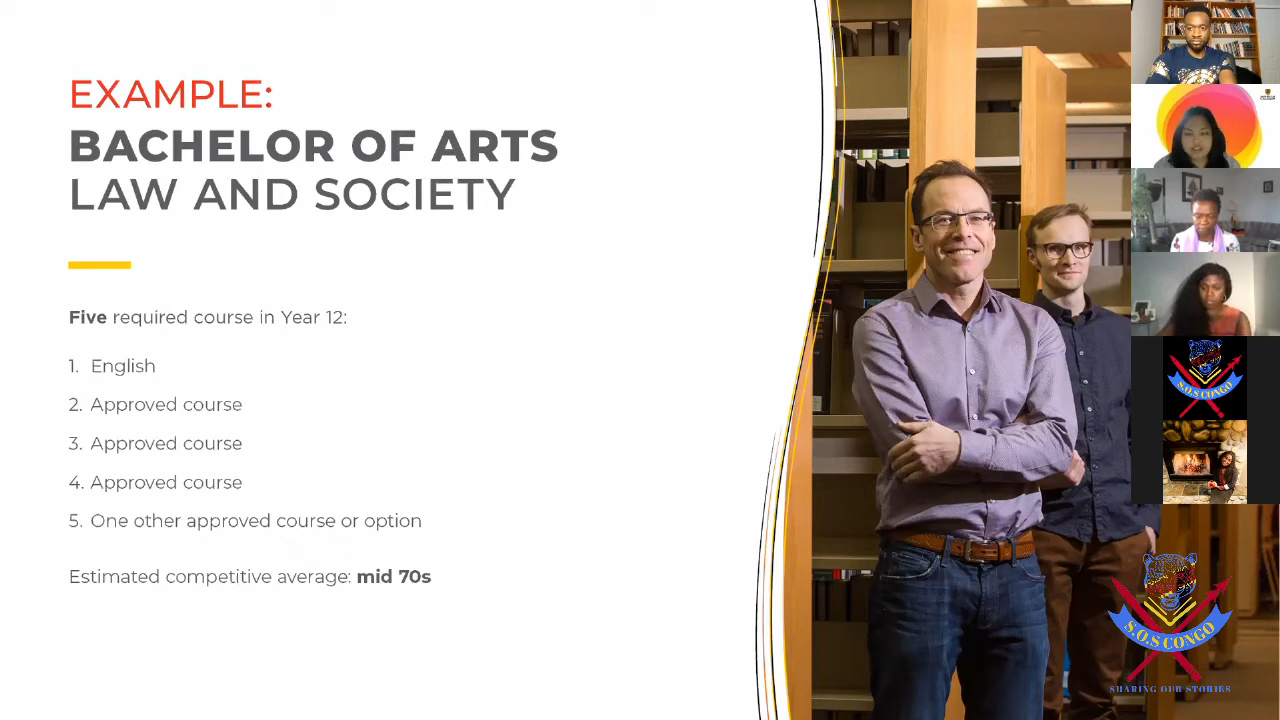 EXAMPLE:
BACHELOR OF ARTS
LAW AND SOCIETY
Five required course in Year 12:
1. English
2. Approved course
3. Approved course
4. Approved course
5. One other approved course or option
Estimated competitive average: mid 70s
S.O.S CONGO
S.O.S CONGO
SHARING OUR STORIES